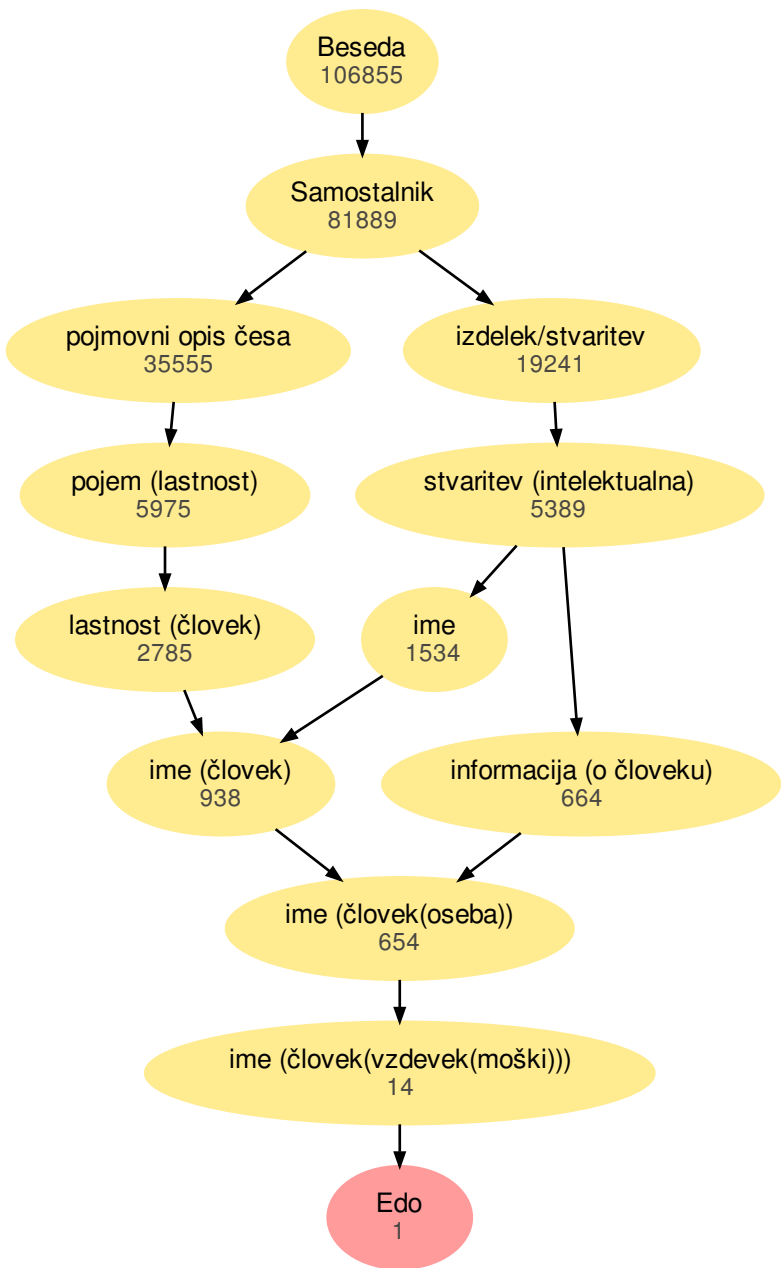 Beseda
106855
Samostalnik
81889
pojmovni opis česa
35555
izdelek/stvaritev
19241
pojem (lastnost)
5975
stvaritev (intelektualna)
5389
lastnost (človek)
2785
ime
1534
ime (človek)
938
informacija (o človeku)
664
ime (človek(oseba))
654
ime (človek(vzdevek(moški)))
14
Edo
1